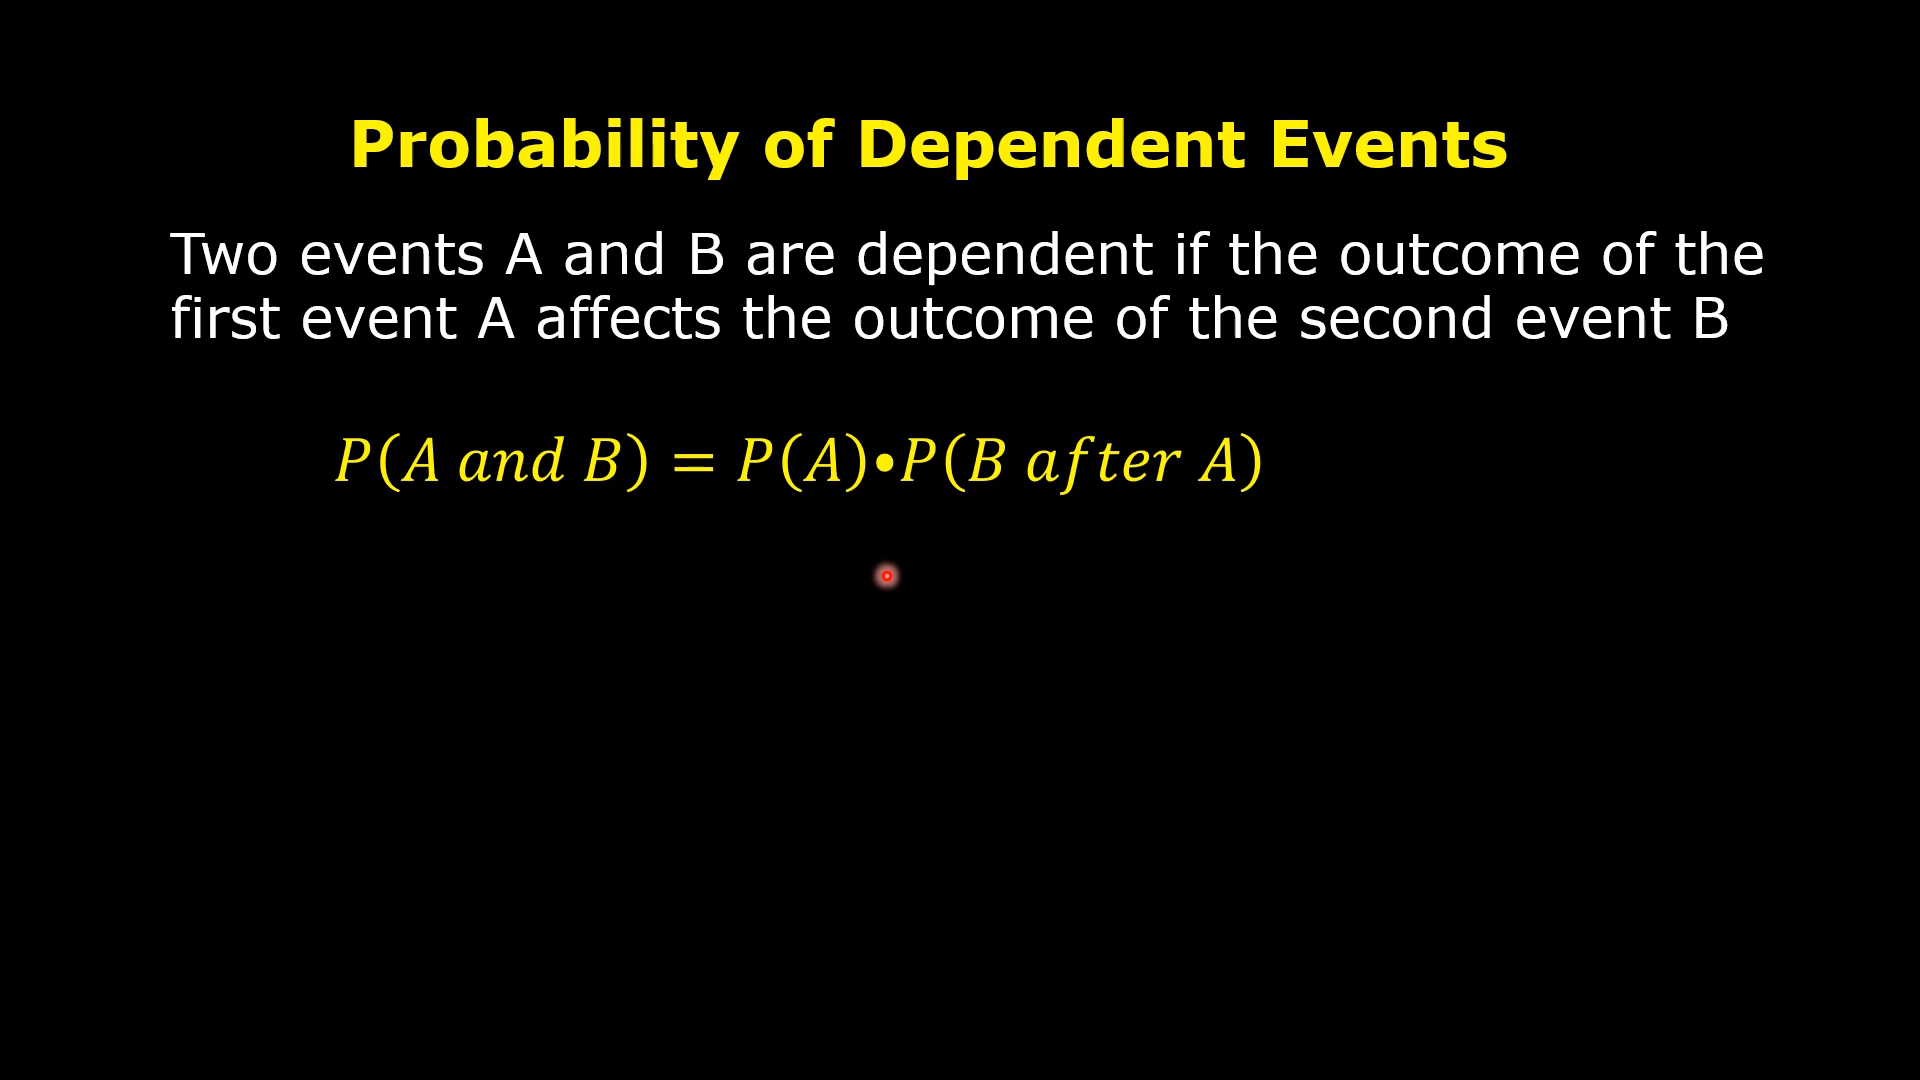 Probability of Dependent Events
Two events A and B are dependent if the outcome of the
first event A affects the outcome of the second event B
P(A and B) = P(A)•P(B after A)